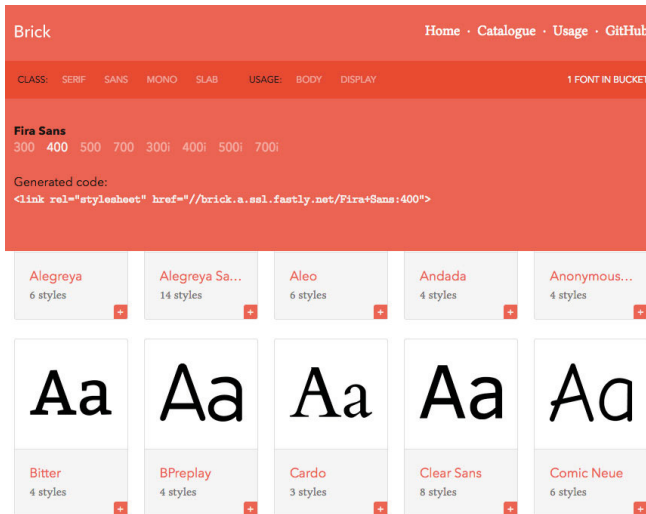 Brick
Home · Catalogue · Usage · GitHub
CLASS: SERIF SANS MONO SLAB USAGE: BODY DISPLAY 1 FONT IN BUCKET
Fira Sans
300 400 500 700 300i 400i 500i 700i
Generated code:
<link rel="stylesheet" href="//brick.a.ssl.fastly.net/Fira+Sans:400">
Alegreya Alegreya Sa... Aleo Andada Anonymous...
6 styles 14 styles 6 styles 4 styles 4 styles
+ + + + +
Aa Aa Aa Aa Aa
Bitter BPreplay Cardo Clear Sans Comic Neue
4 styles 4 styles 3 styles 8 styles 6 styles
+ + + + +